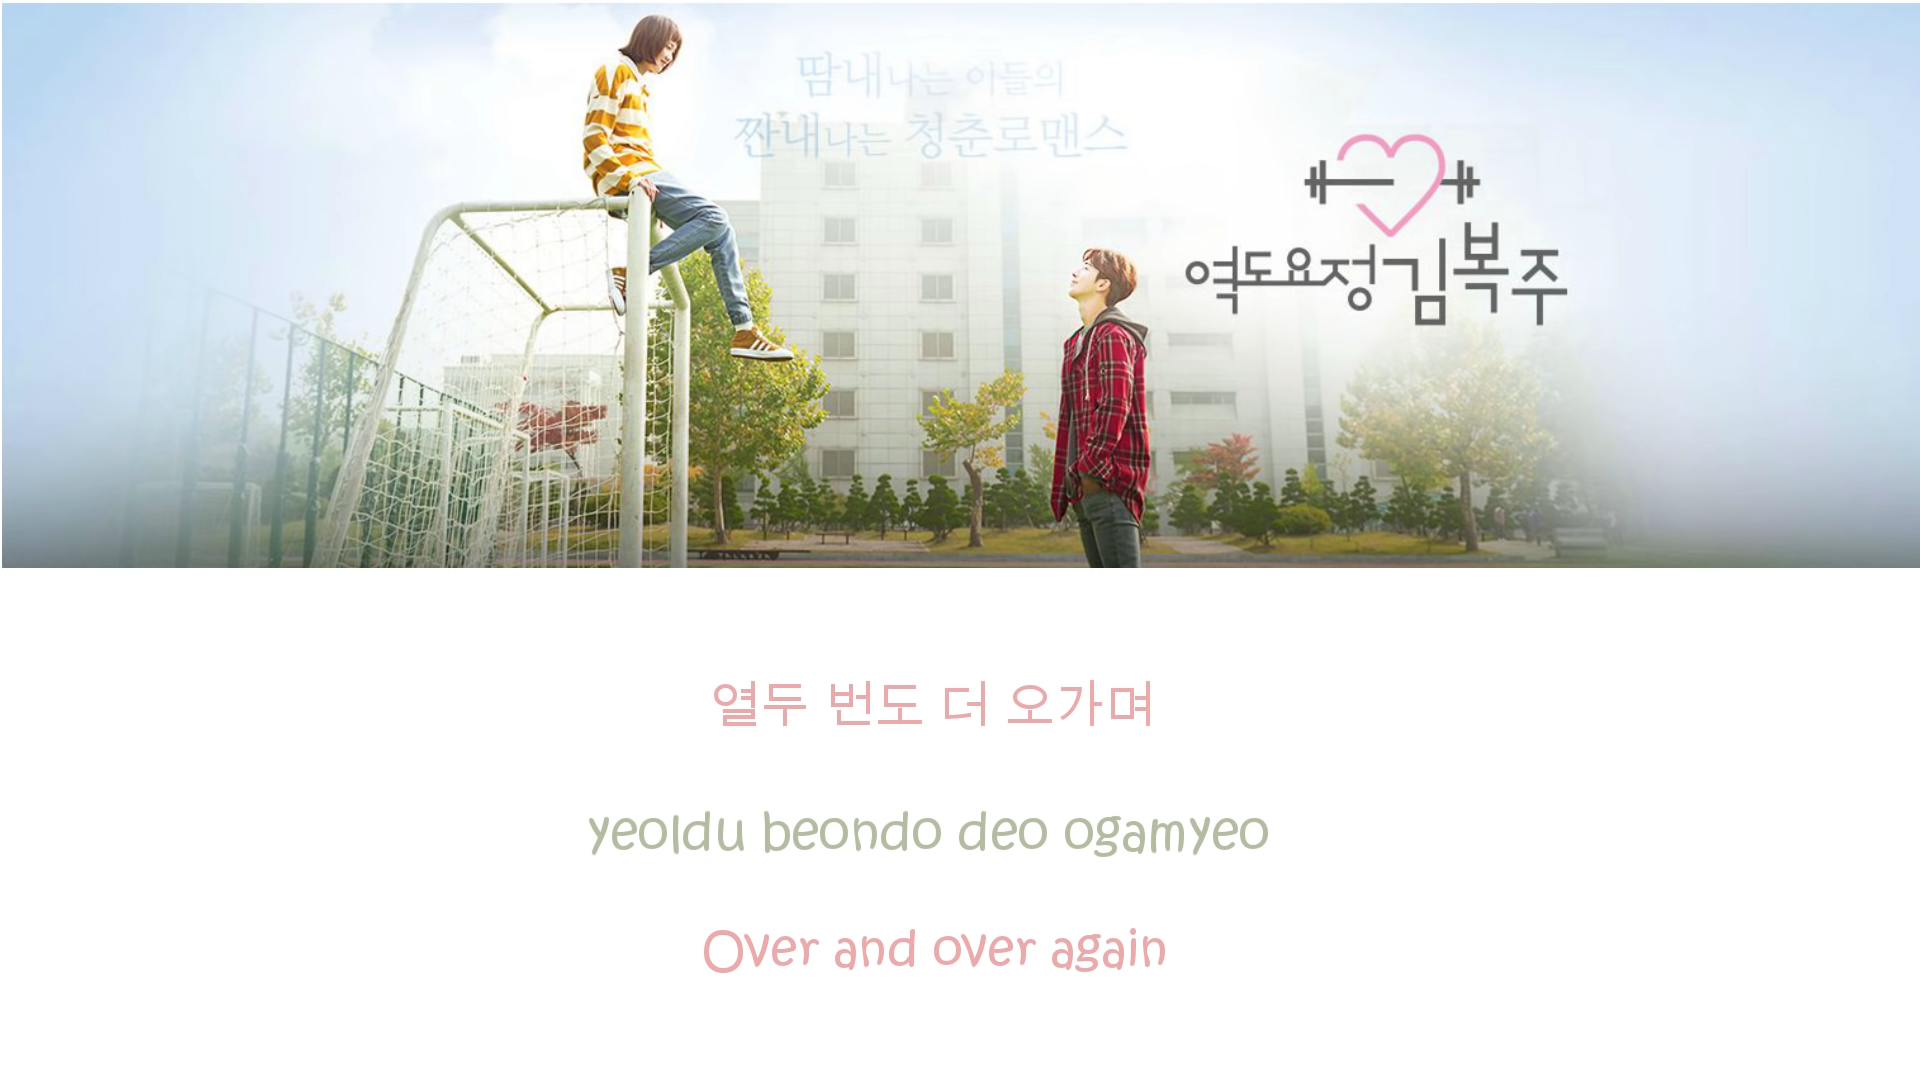 땀내나는 아들의
짠내나는 청춘로맨스
역도요정김복주
열두 번도 더 오가며
yeoldu beondo deo ogamyeo
Over and over again